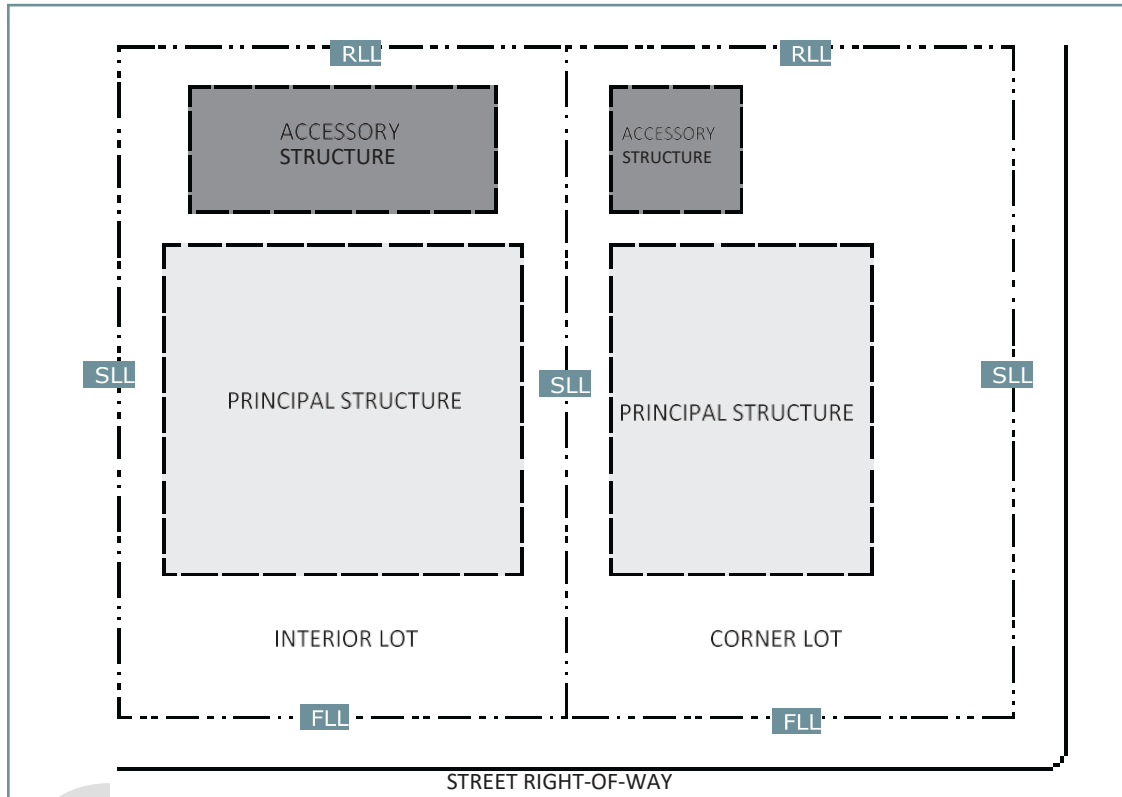 RLL
RLL
ACCESSORY
STRUCTURE
ACCESSORY
STRUCTURE
SLL
SLL
SLL
PRINCIPAL STRUCTURE
PRINCIPAL STRUCTURE
INTERIOR LOT
CORNER LOT
FLL
FLL
STREET RIGHT-OF-WAY